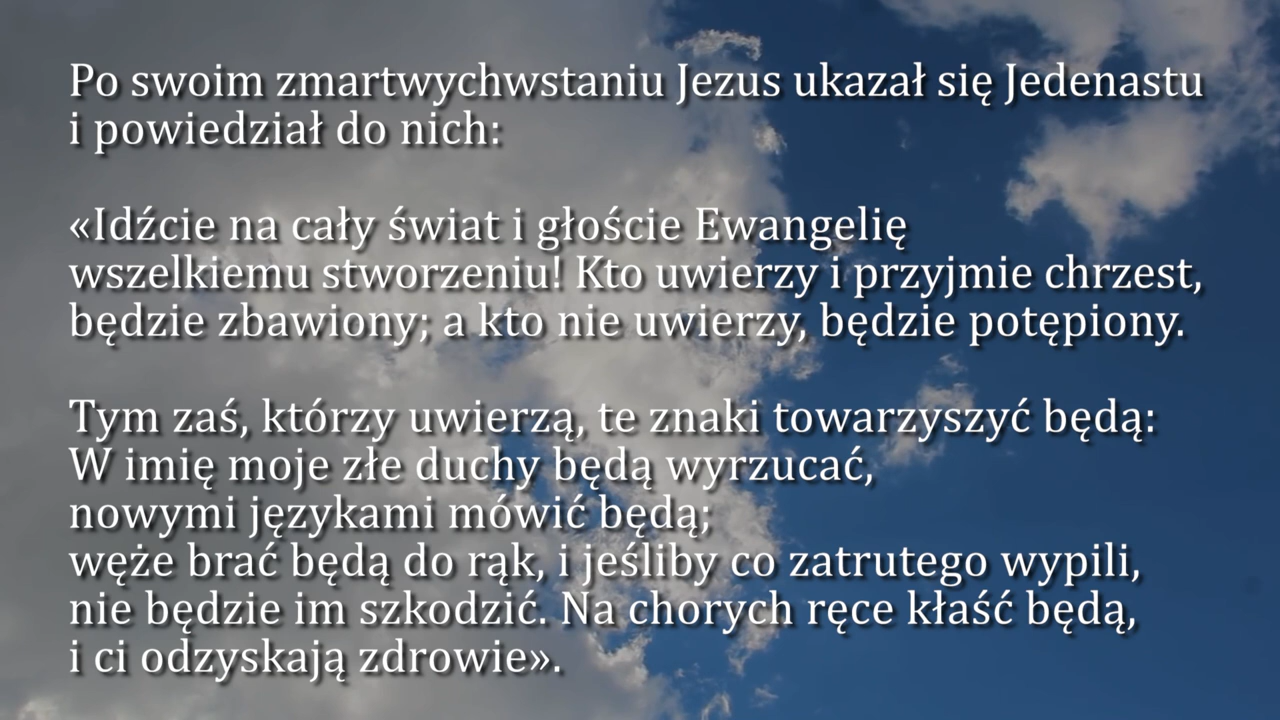 Po swoim zmartwychwstaniu Jezus ukazał się Jedenastu
i powiedział do nich:
«Idźcie na cały świat i głoście Ewangelię
wszelkiemu stworzeniu! Kto uwierzy i przyjmie chrzest,
będzie zbawiony; a kto nie uwierzy, będzie potępiony.
Tym zaś, którzy uwierzą, te znaki towarzyszyć będą:
W imię moje złe duchy będą wyrzucać,
nowymi językami mówić będą;
węże brać będą do rąk, i jeśliby co zatrutego wypili,
nie będzie im szkodzić. Na chorych ręce kłaść będą,
i ci odzyskają zdrowie».